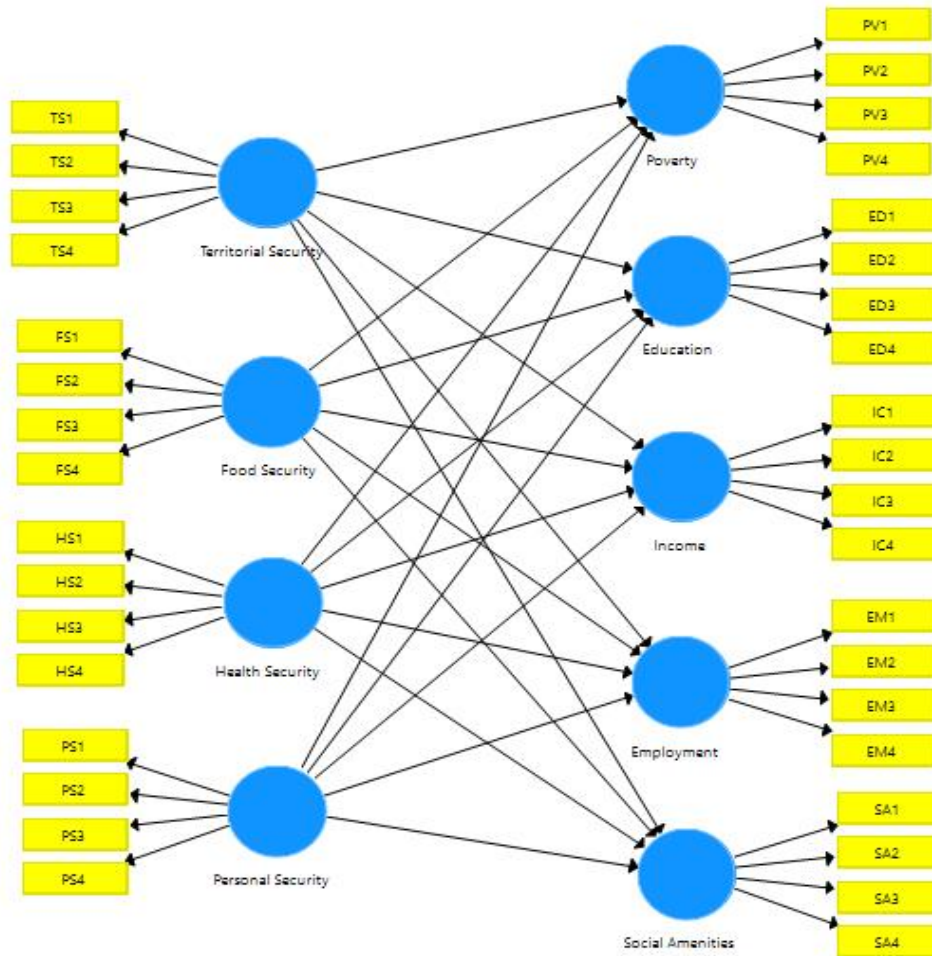 PV1
PV2
PV3
PV4
Poverty
TS1
TS2
TS3
TS4
Territorial Security
ED1
ED2
ED3
ED4
Education
FS1
FS2
FS3
FS4
Food Security
IC1
IC2
IC3
IC4
Income
HS1
HS2
HS3
HS4
Health Security
EM1
EM2
EM3
EM4
Employment
PS1
PS2
PS3
PS4
Personal Security
SA1
SA2
SA3
SA4
Social Amenities